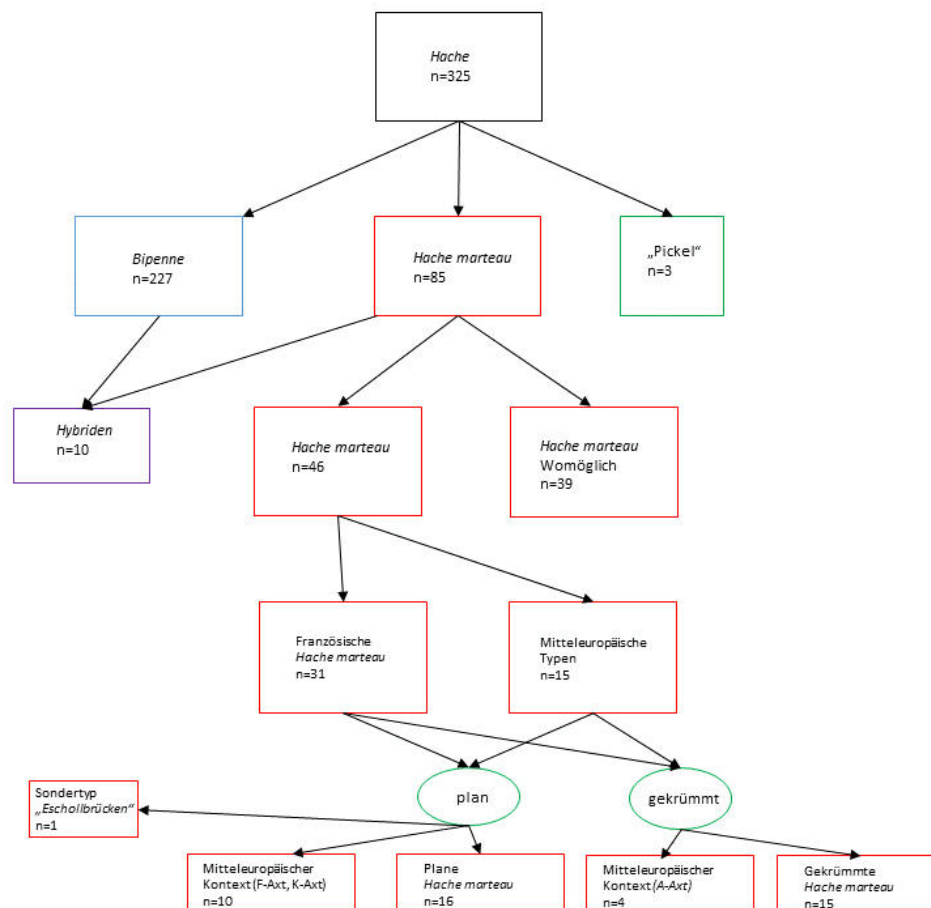 Hache
n=325
Bipenne
n=227
Hache marteau
n=85
„Pickel“
n=3
Hybriden
n=10
Hache marteau
n=46
Hache marteau
Womöglich
n=39
Französische
Hache marteau
n=31
Mitteleuropäische
Typen
n=15
plan
gekrümmt
Sondertyp
„Eschollbrücken“
n=1
Mitteleuropäischer
Kontext (F-Axt, K-Axt)
n=10
Plane
Hache marteau
n=16
Mitteleuropäischer
Kontext (A-Axt)
n=4
Gekrümmte
Hache marteau
n=15